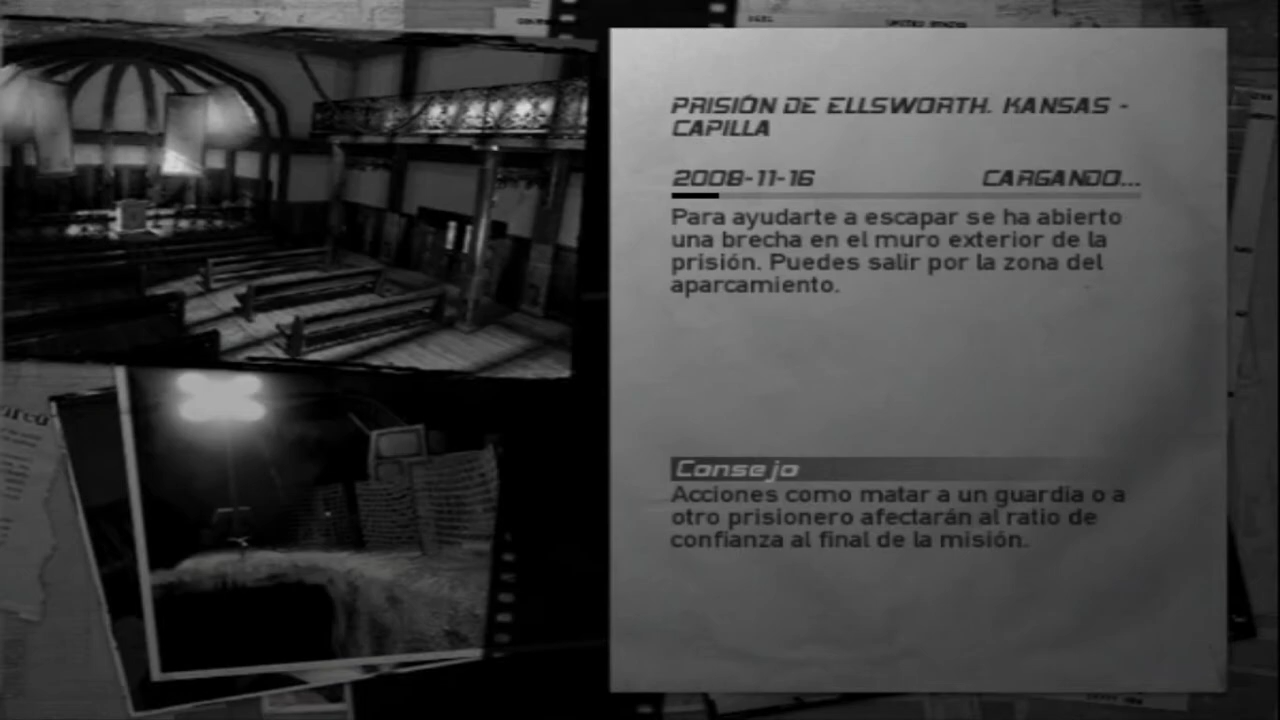 PRISIÓN DE ELLSWORTH. KANSAS -
CAPILLA
2008-11-16 CARGANDO...
Para ayudarte a escapar se ha abierto
una brecha en el muro exterior de la
prisión. Puedes salir por la zona del
aparcamiento.
Consejo
Acciones como matar a un guardia o a
otro prisionero afectarán al ratio de
confianza al final de la misión.